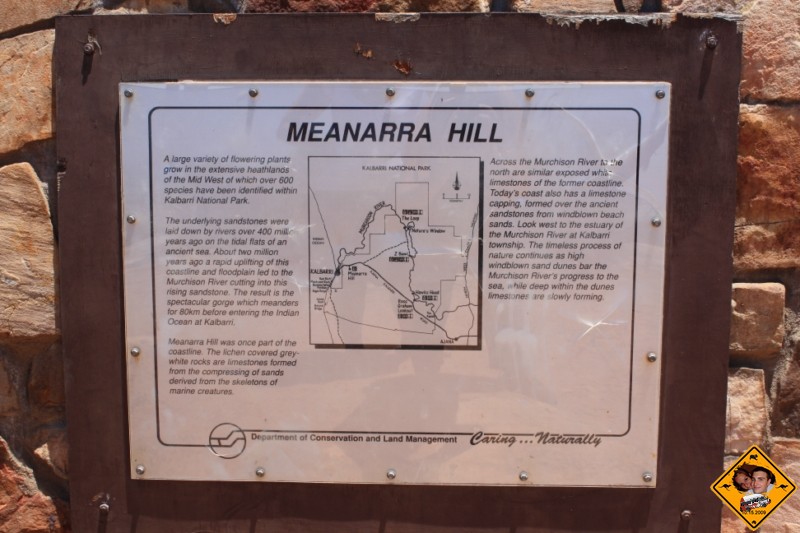 MEANARRA HILL
A large variety of flowering plants
grow in the extensive heathlands
of the Mid West of which over 600
species have been identified within
Kalbarri National Park.
The underlying sandstones were
laid down by rivers over 400 mill-
years ago on the tidal flats of an
ancient sea. About two million
years ago a rapid uplifting of this
coastline and floodplain led to the
Murchison River cutting into this
rising sandstone. The result is the
spectacular gorge which meanders
for 80km before entering the Indian
Ocean at Kalbarri.
Meanarra Hill was once part of the
coastline. The lichen covered grey-
white rocks are limestones formed
from the compressing of sands
derived from the skeletons of
marine creatures.
KALBARRI NATIONAL PARK
The Loop
Nature's Window
Z Bend
KALBARRI
Meanarra
Hill
AJANA
Across the Murchison River to the
north are similar exposed white
limestones of the former coastline.
Today's coast also has a limestone
capping, formed over the ancient
sandstones from windblown beach
sands. Look west to the estuary of
the Murchison River at Kalbarri
township. The timeless process of
nature continues as high
windblown sand dunes bar the
Murchison River's progress to the
sea, while deep within the dunes
limestones are slowly forming.
Department of Conservation and Land Management
Caring ... Naturally